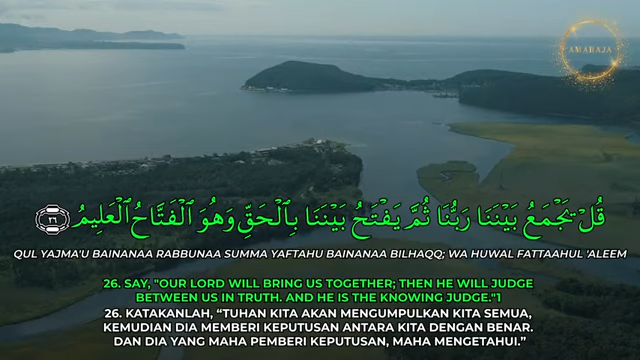 AMARAJA
قُلْ يَجْمَعُ بَيْنَنَا رَبُّنَا ثُمَّ يَفْتَحُ بَيْنَنَا بِٱلْحَقِّ وَهُوَ ٱلْفَتَّاحُ ٱلْعَلِيمُ ٢٦
QUL YAJMA'U BAINANAA RABBUNAA SUMMA YAFTAHU BAINANAA BILHAQQ; WA HUWAL FATTAAHUL 'ALEEM
26. SAY, "OUR LORD WILL BRING US TOGETHER; THEN HE WILL JUDGE
BETWEEN US IN TRUTH. AND HE IS THE KNOWING JUDGE."1
26. KATAKANLAH, “TUHAN KITA AKAN MENGUMPULKAN KITA SEMUA,
KEMUDIAN DIA MEMBERI KEPUTUSAN ANTARA KITA DENGAN BENAR.
DAN DIA YANG MAHA PEMBERI KEPUTUSAN, MAHA MENGETAHUI.”